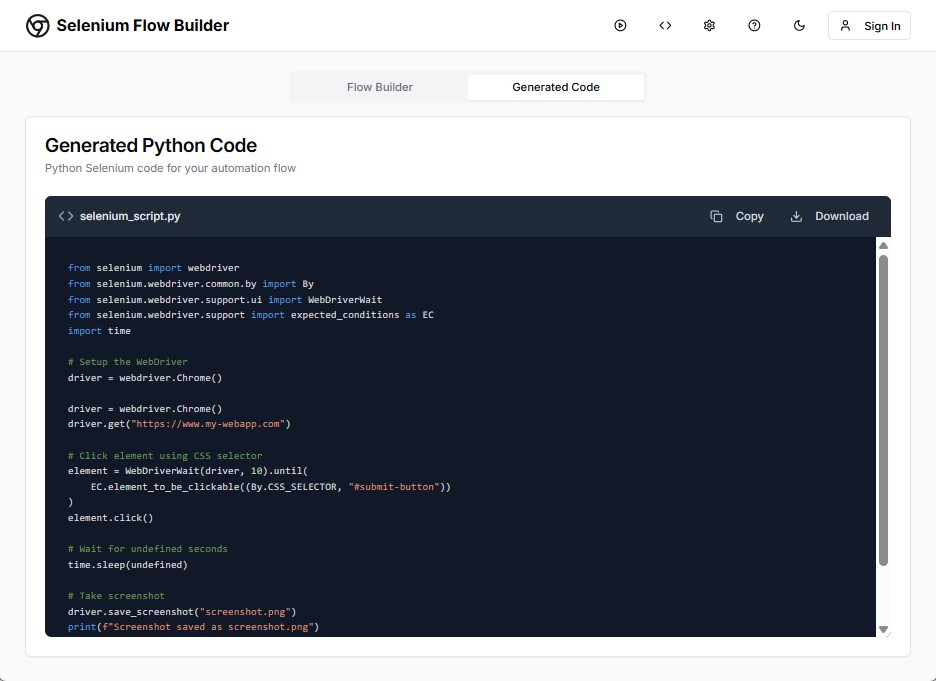 Selenium Flow Builder
Sign In
Flow Builder
Generated Code
Generated Python Code
Python Selenium code for your automation flow
selenium_script.py
Copy
Download
from selenium import webdriver
from selenium.webdriver.common.by import By
from selenium.webdriver.support.ui import WebDriverWait
from selenium.webdriver.support import expected_conditions as EC
import time
# Setup the WebDriver
driver = webdriver.Chrome()
driver = webdriver.Chrome()
driver.get("https://www.my-webapp.com")
# Click element using CSS selector
element = WebDriverWait(driver, 10).until(
    EC.element_to_be_clickable((By.CSS_SELECTOR, "#submit-button"))
)
element.click()
# Wait for undefined seconds
time.sleep(undefined)
# Take screenshot
driver.save_screenshot("screenshot.png")
print(f"Screenshot saved as screenshot.png")